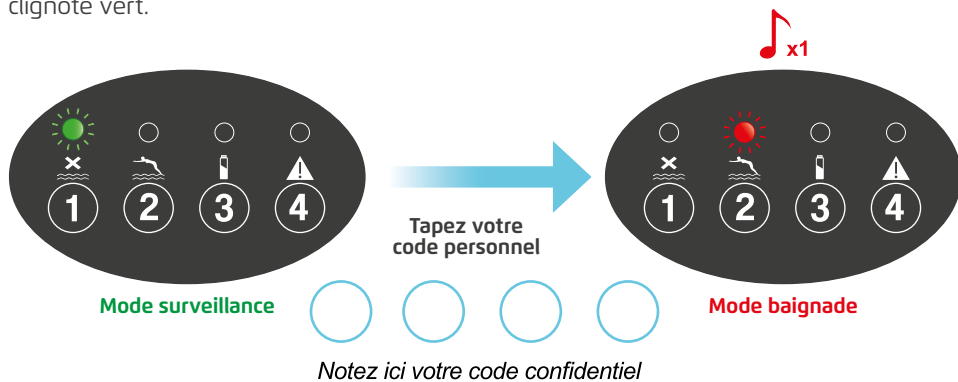 clignote vert.
x1
1 2 3 4
Tapez votre
code personnel
1 2 3 4
Mode surveillance
Mode baignade
Notez ici votre code confidentiel